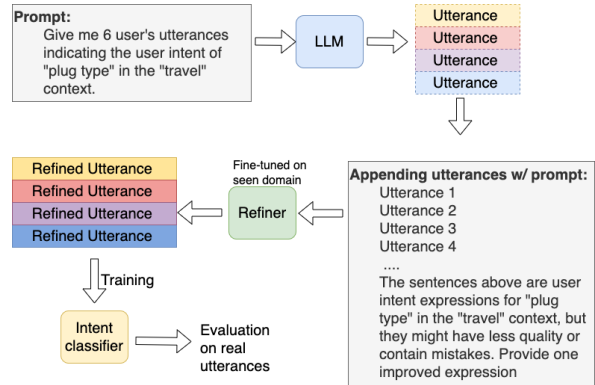 Prompt:
Give me 6 user's utterances
indicating the user intent of
"plug type" in the "travel"
context.
LLM
Utterance
Utterance
Utterance
Utterance
Appending utterances w/ prompt:
Utterance 1
Utterance 2
Utterance 3
Utterance 4
....
The sentences above are user
intent expressions for "plug
type" in the "travel" context, but
they might have less quality or
contain mistakes. Provide one
improved expression
Fine-tuned on
seen domain
Refiner
Refined Utterance
Refined Utterance
Refined Utterance
Refined Utterance
Training
Intent
classifier
Evaluation
on real
utterances